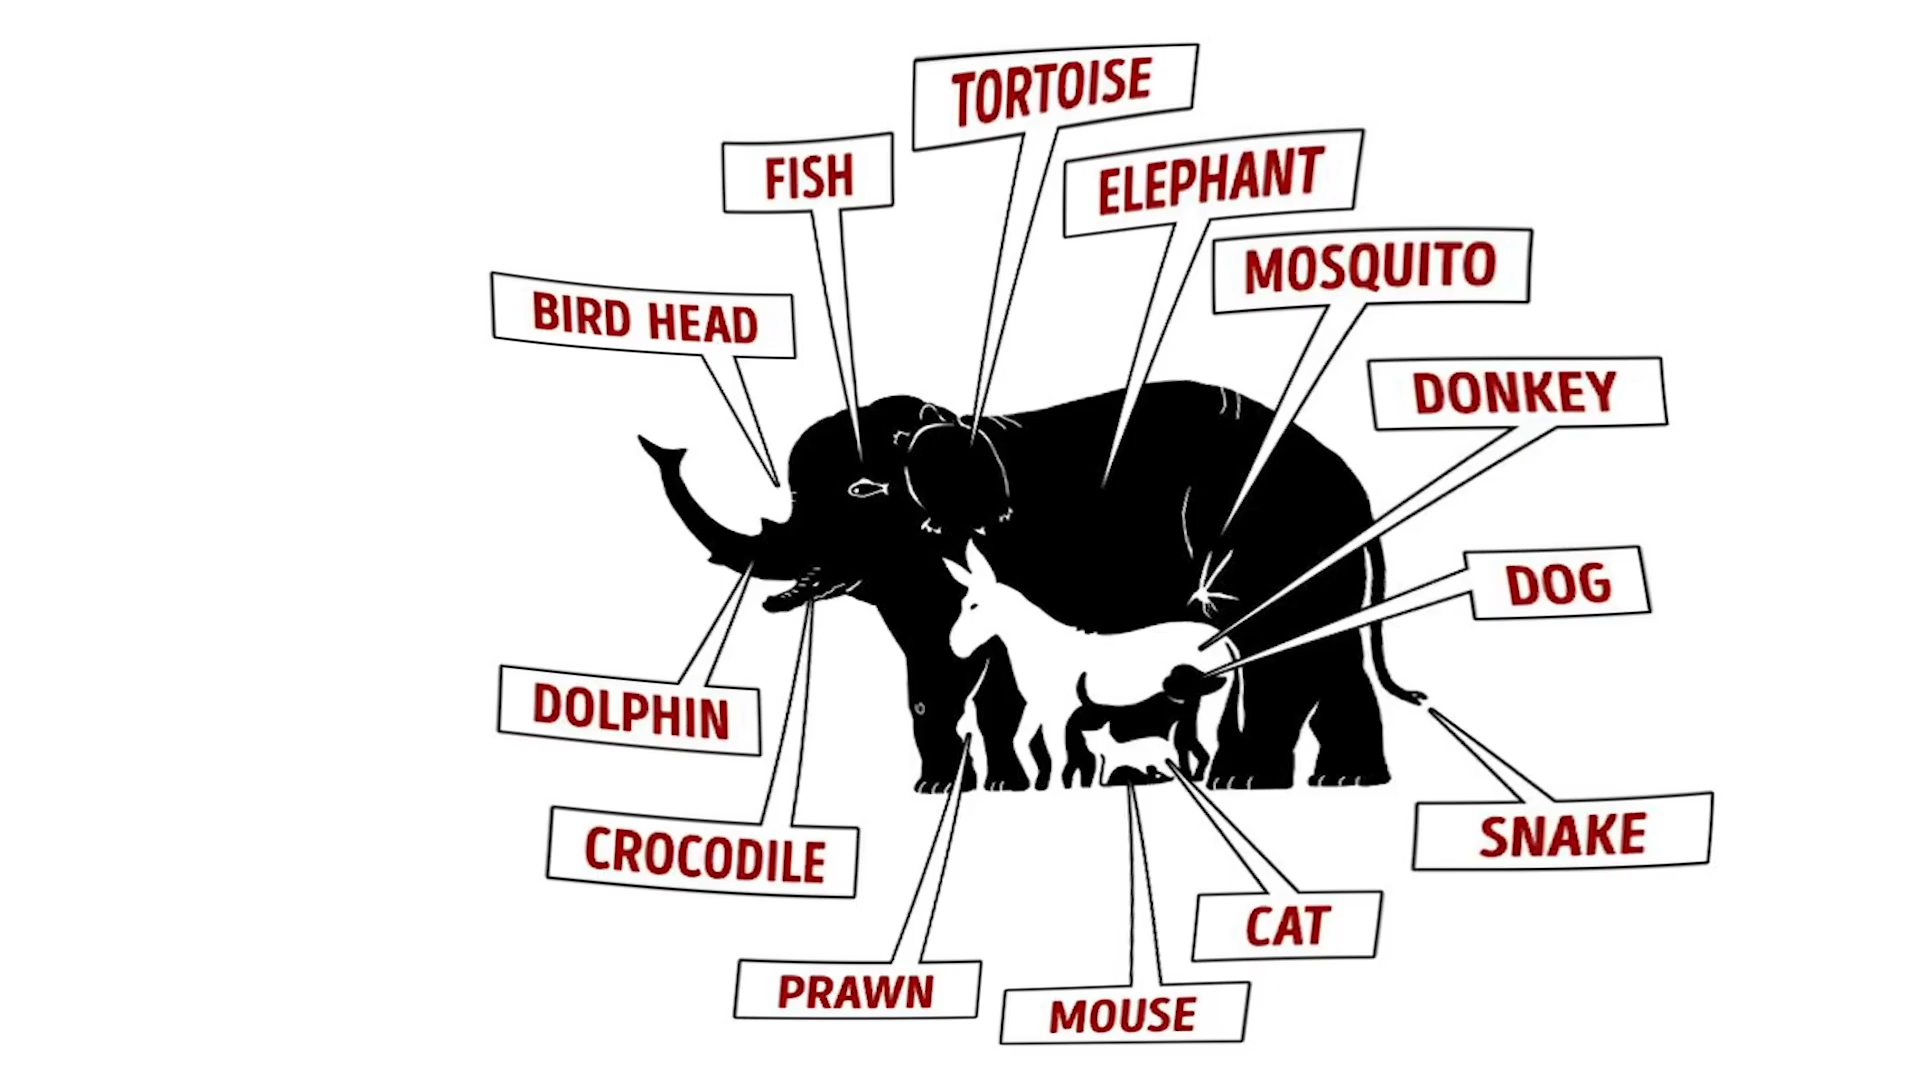 TORTOISE
FISH
ELEPHANT
MOSQUITO
BIRD HEAD
DONKEY
DOG
DOLPHIN
SNAKE
CROCODILE
CAT
PRAWN
MOUSE